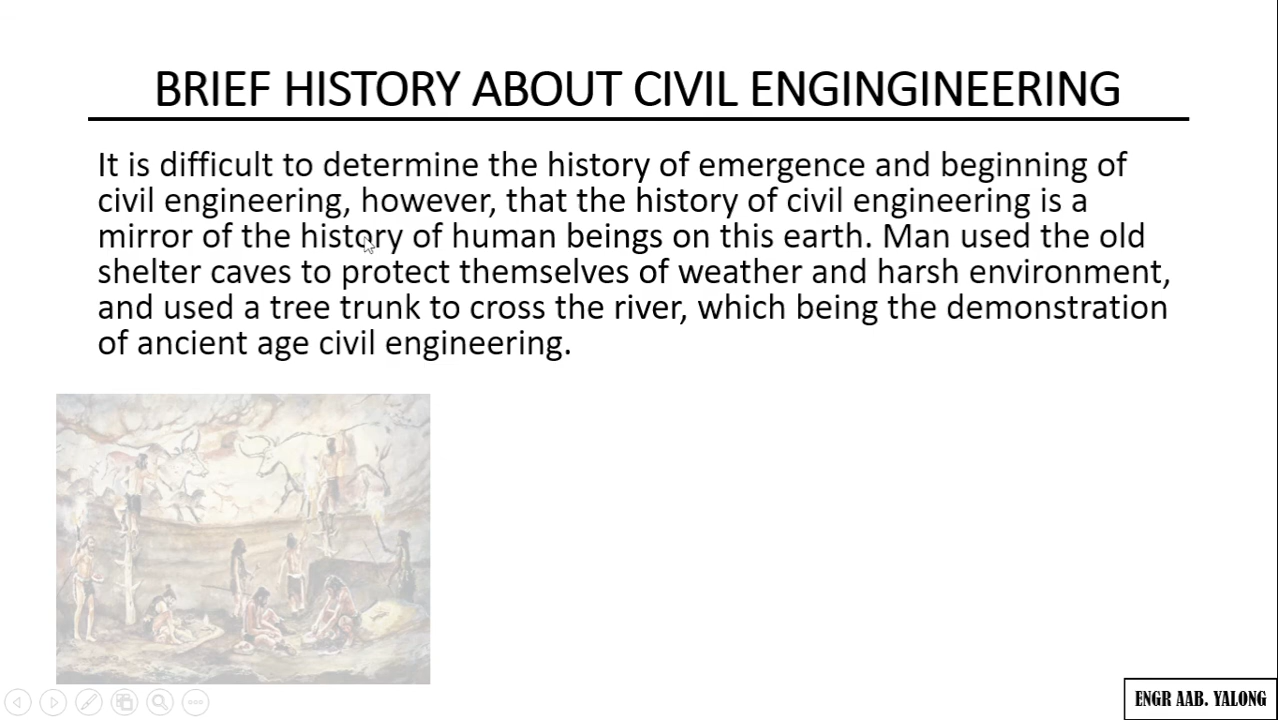 BRIEF HISTORY ABOUT CIVIL ENGINGINEERING
It is difficult to determine the history of emergence and beginning of
civil engineering, however, that the history of civil engineering is a
mirror of the history of human beings on this earth. Man used the old
shelter caves to protect themselves of weather and harsh environment,
and used a tree trunk to cross the river, which being the demonstration
of ancient age civil engineering.
ENGR AAB. YALONG